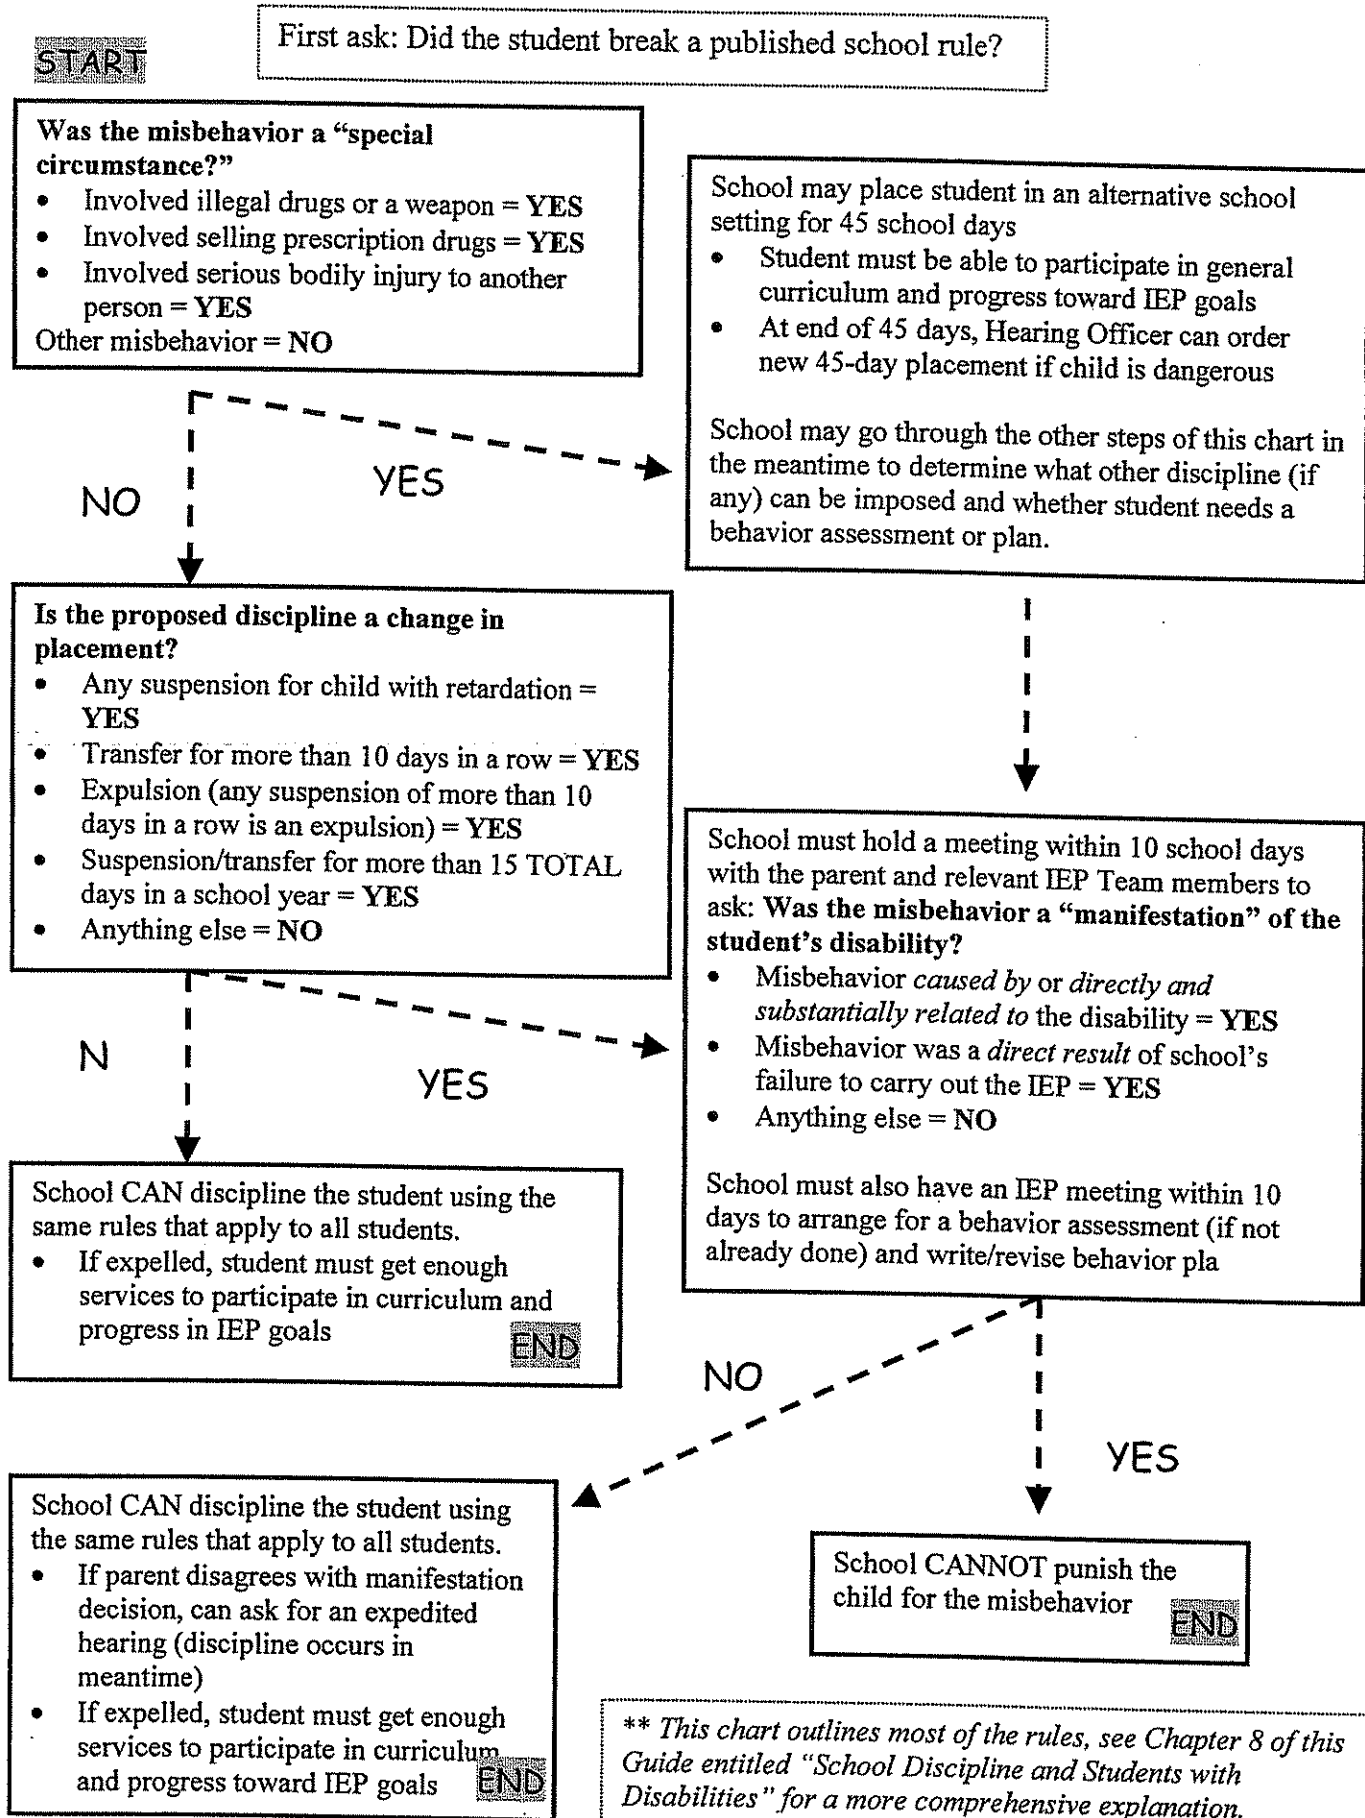 START
First ask: Did the student break a published school rule?
Was the misbehavior a “special
circumstance?”
• Involved illegal drugs or a weapon = YES
• Involved selling prescription drugs = YES
• Involved serious bodily injury to another
person = YES
Other misbehavior = NO
School may place student in an alternative school
setting for 45 school days
• Student must be able to participate in general
curriculum and progress toward IEP goals
• At end of 45 days, Hearing Officer can order
new 45-day placement if child is dangerous
School may go through the other steps of this chart in
the meantime to determine what other discipline (if
any) can be imposed and whether student needs a
behavior assessment or plan.
NO
YES
Is the proposed discipline a change in
placement?
• Any suspension for child with retardation =
YES
• Transfer for more than 10 days in a row = YES
• Expulsion (any suspension of more than 10
days in a row is an expulsion) = YES
• Suspension/transfer for more than 15 TOTAL
days in a school year = YES
• Anything else = NO
School must hold a meeting within 10 school days
with the parent and relevant IEP Team members to
ask: Was the misbehavior a “manifestation” of the
student’s disability?
• Misbehavior caused by or directly and
substantially related to the disability = YES
• Misbehavior was a direct result of school’s
failure to carry out the IEP = YES
• Anything else = NO
School must also have an IEP meeting within 10
days to arrange for a behavior assessment (if not
already done) and write/revise behavior pla
N
YES
School CAN discipline the student using the
same rules that apply to all students.
• If expelled, student must get enough
services to participate in curriculum and
progress in IEP goals
END
NO
YES
School CAN discipline the student using
the same rules that apply to all students.
• If parent disagrees with manifestation
decision, can ask for an expedited
hearing (discipline occurs in
meantime)
• If expelled, student must get enough
services to participate in curriculum
and progress toward IEP goals
END
School CANNOT punish the
child for the misbehavior
END
** This chart outlines most of the rules, see Chapter 8 of this
Guide entitled “School Discipline and Students with
Disabilities” for a more comprehensive explanation.